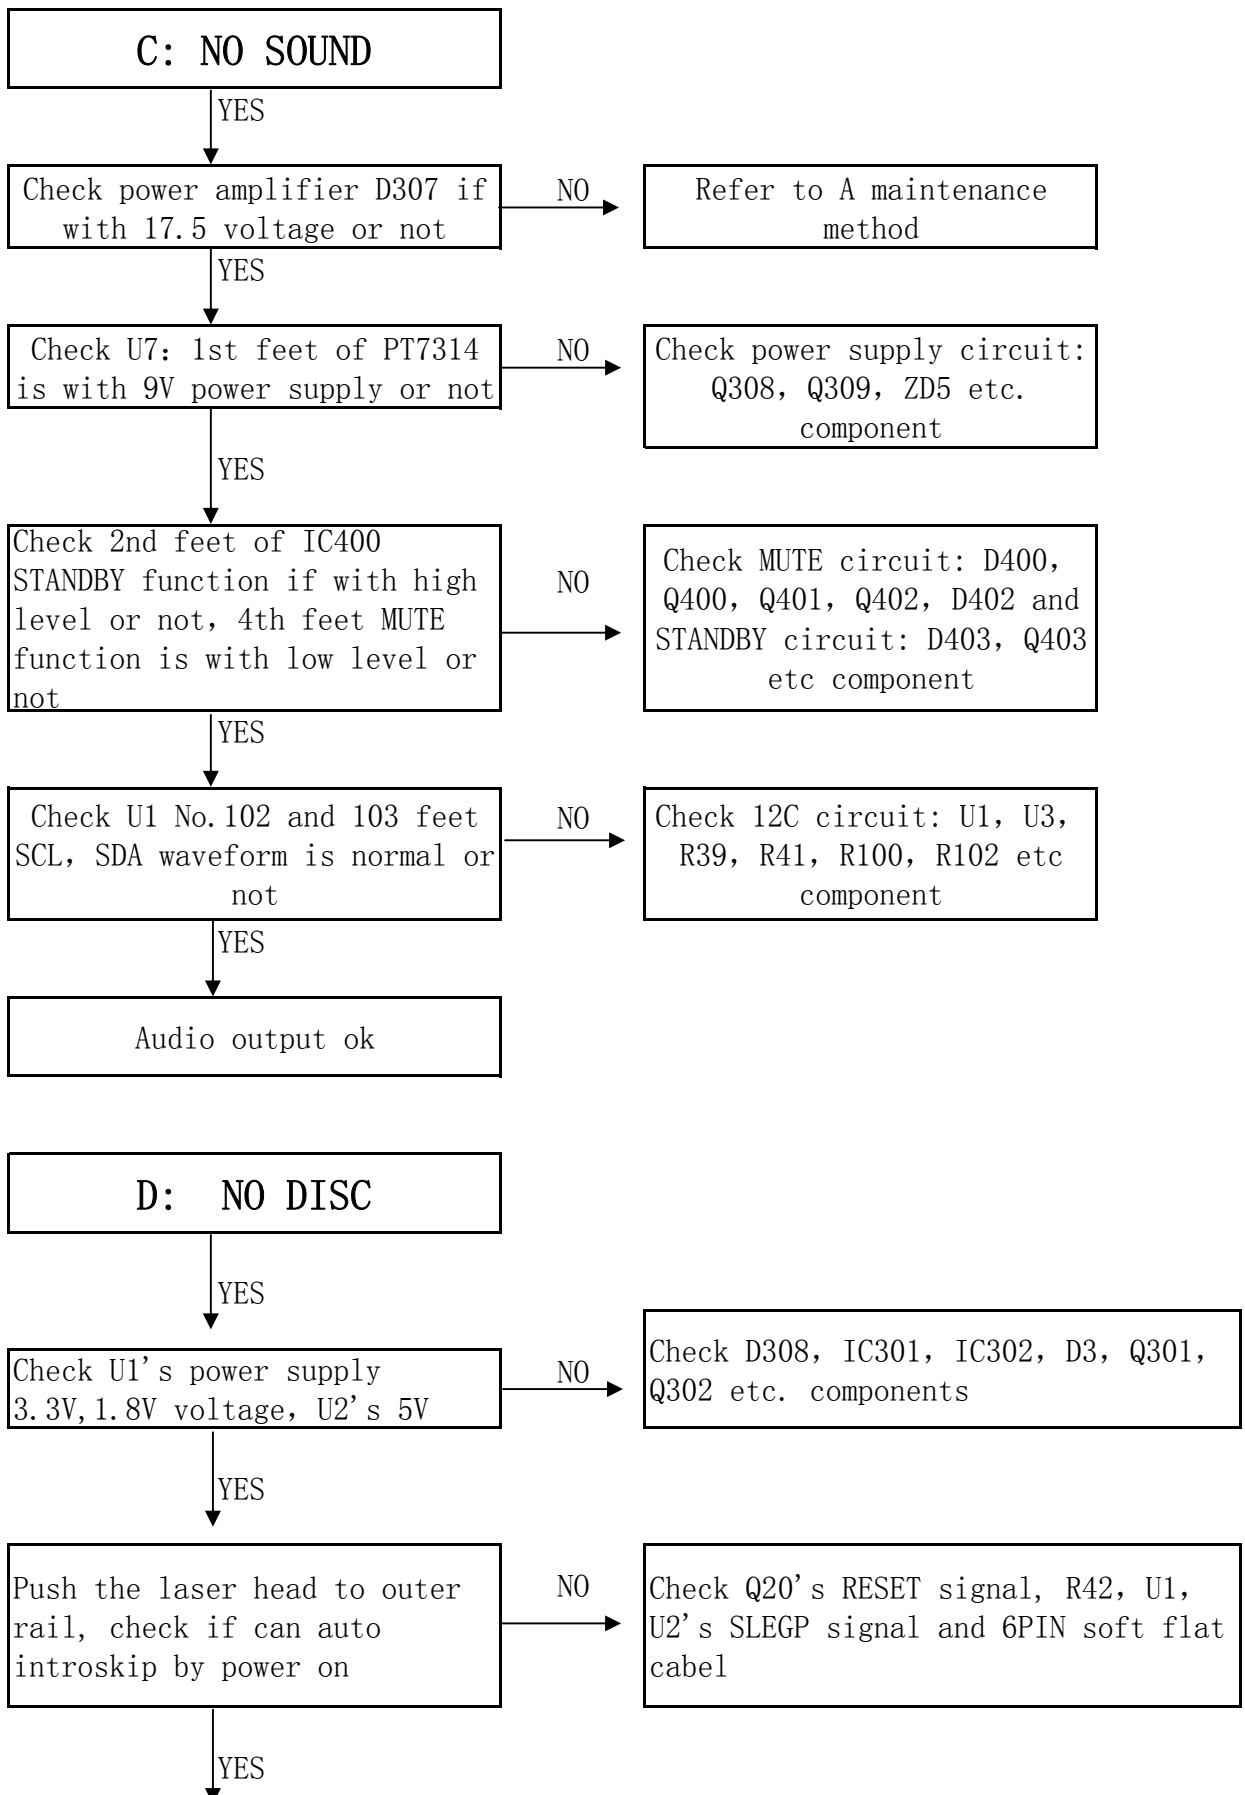 C: NO SOUND
YES
Check power amplifier D307 if
with 17.5 voltage or not
NO
Refer to A maintenance
method
YES
Check U7: 1st feet of PT7314
is with 9V power supply or not
NO
Check power supply circuit:
Q308, Q309, ZD5 etc.
component
YES
Check 2nd feet of IC400
STANDBY function if with high
level or not, 4th feet MUTE
function is with low level or
not
NO
Check MUTE circuit: D400,
Q400, Q401, Q402, D402 and
STANDBY circuit: D403, Q403
etc component
YES
Check U1 No.102 and 103 feet
SCL, SDA waveform is normal or
not
NO
Check 12C circuit: U1, U3,
R39, R41, R100, R102 etc
component
YES
Audio output ok
D: NO DISC
YES
Check U1's power supply
3.3V,1.8V voltage, U2's 5V
NO
Check D308, IC301, IC302, D3, Q301,
Q302 etc. components
YES
Push the laser head to outer
rail, check if can auto
introskip by power on
NO
Check Q20's RESET signal, R42, U1,
U2's SLEGP signal and 6PIN soft flat
cabel
YES